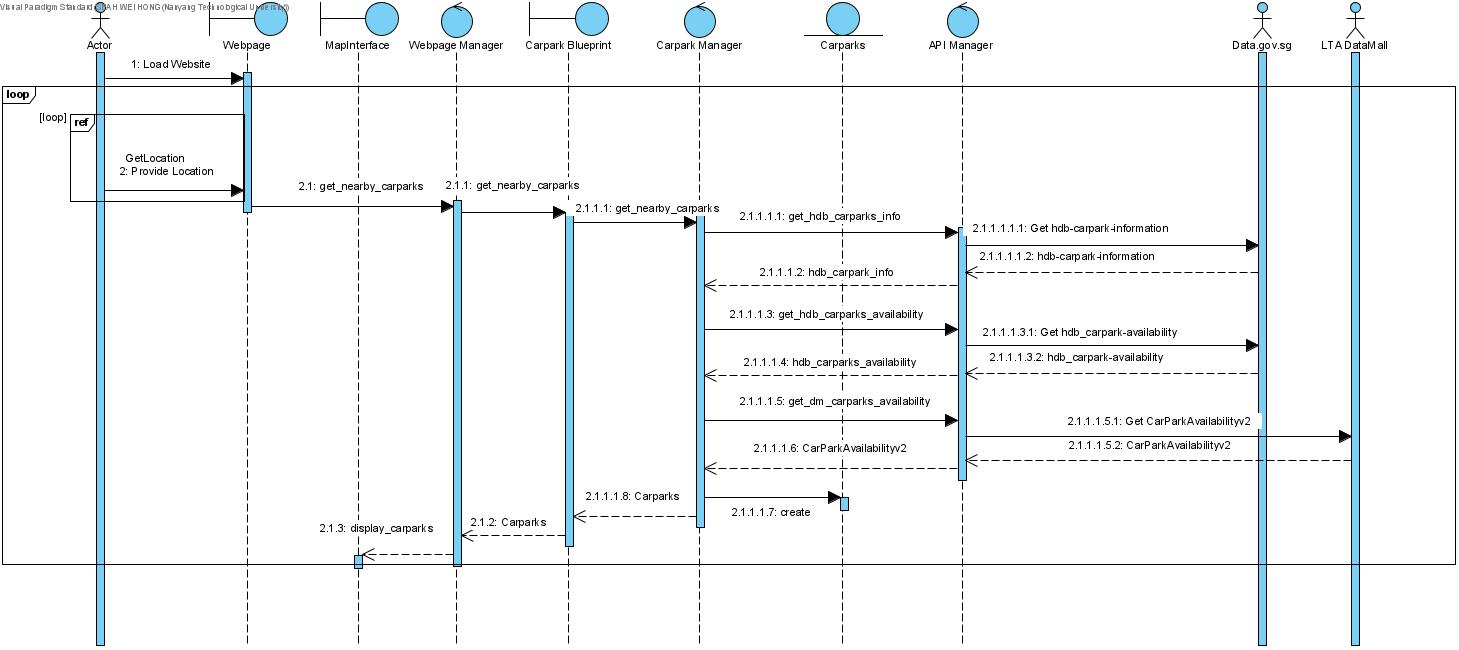 Visual Paradigm Standard (Nanyang Technological University)
Actor
Webpage
MapInterface
Webpage Manager
Carpark Blueprint
Carpark Manager
Carparks
API Manager
Data.gov.sg
LTA DataMall
1: Load Website
loop
[loop]
ref
GetLocation
2: Provide Location
2.1: get_nearby_carparks
2.1.1: get_nearby_carparks
2.1.1.1: get_nearby_carparks
2.1.1.1.1: get_hdb_carparks_info
2.1.1.1.1.1: Get hdb-carpark-information
2.1.1.1.1.2: hdb-carpark-information
2.1.1.1.2: hdb_carpark_info
2.1.1.1.3: get_hdb_carparks_availability
2.1.1.1.3.1: Get hdb_carpark-availability
2.1.1.1.3.2: hdb_carpark-availability
2.1.1.1.4: hdb_carparks_availability
2.1.1.1.5: get_dm_carparks_availability
2.1.1.1.5.1: Get CarParkAvailabilityv2
2.1.1.1.5.2: CarParkAvailabilityv2
2.1.1.1.6: CarParkAvailabilityv2
2.1.1.1.8: Carparks
2.1.1.1.7: create
2.1.2: Carparks
2.1.3: display_carparks